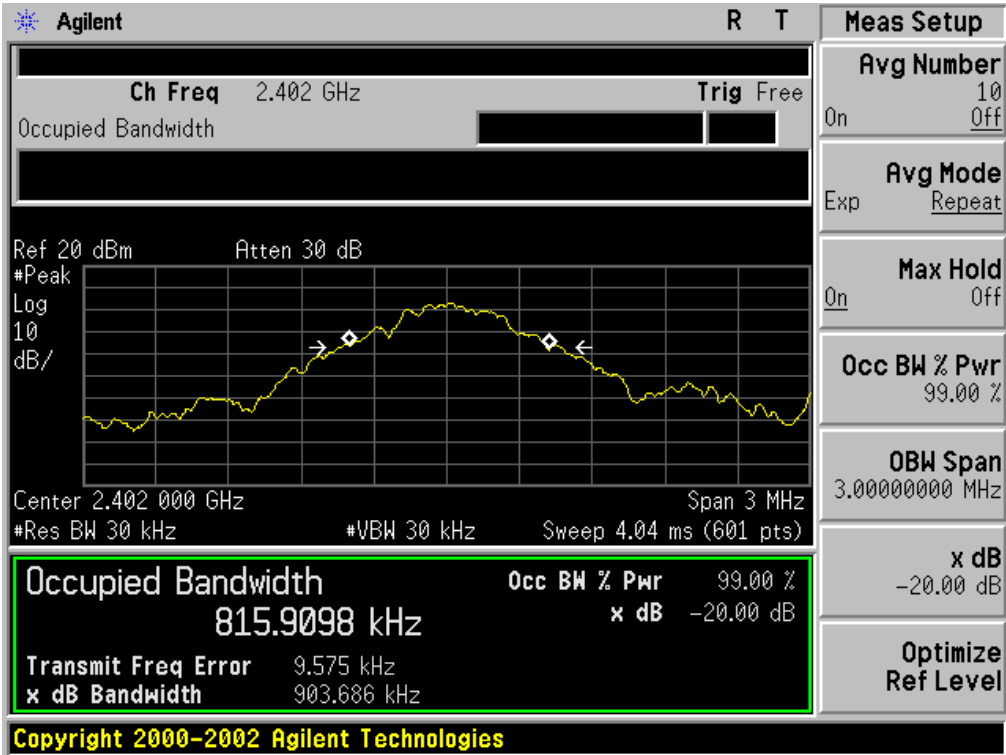 Agilent R T
Ch Freq 2.402 GHz Trig Free
Occupied Bandwidth
Ref 20 dBm Atten 30 dB
#Peak
Log
10
dB/
Center 2.402 000 GHz Span 3 MHz
#Res BW 30 kHz #VBW 30 kHz Sweep 4.04 ms (601 pts)
Occupied Bandwidth Occ BW % Pwr 99.00 %
815.9098 kHz x dB -20.00 dB
Transmit Freq Error 9.575 kHz
x dB Bandwidth 903.686 kHz
Copyright 2000-2002 Agilent Technologies
Meas Setup
Avg Number
10
On Off
Avg Mode
Exp Repeat
Max Hold
On Off
Occ BW % Pwr
99.00 %
OBW Span
3.00000000 MHz
x dB
-20.00 dB
Optimize
Ref Level